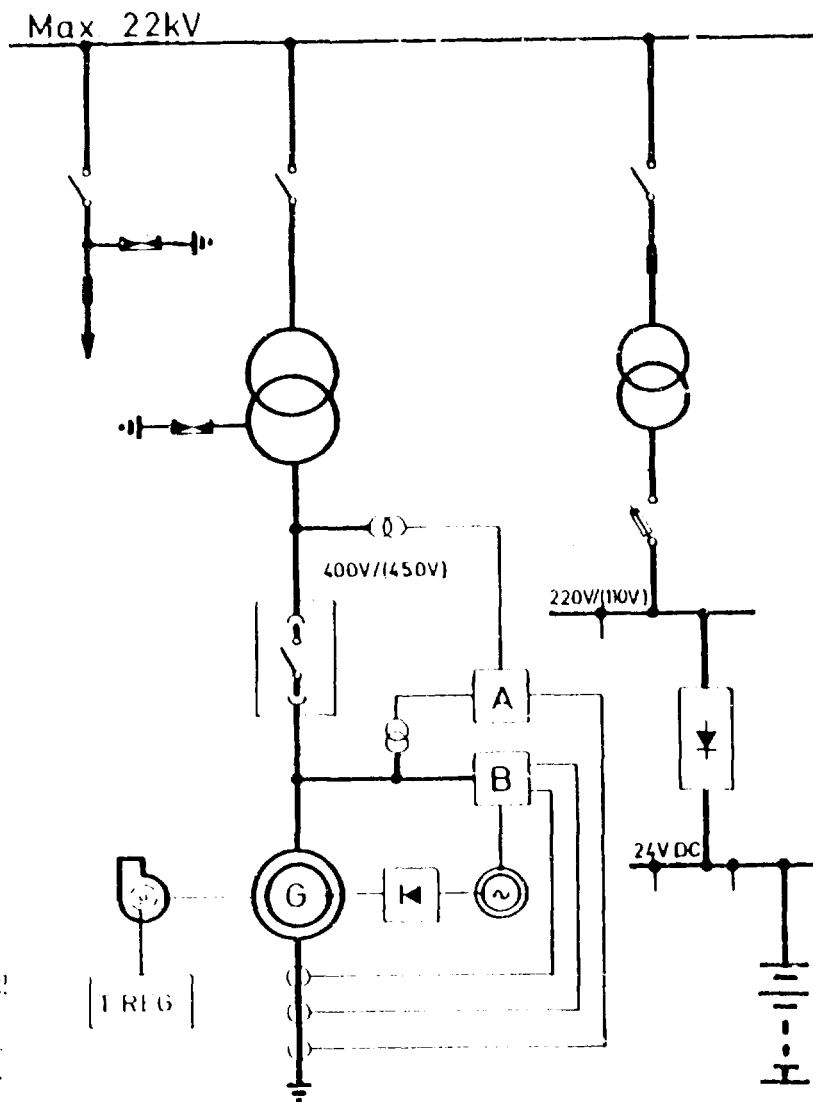 Max. 22kV
400V/(450V)
220V/(110V)
A
B
24V DC
G
~
T REG